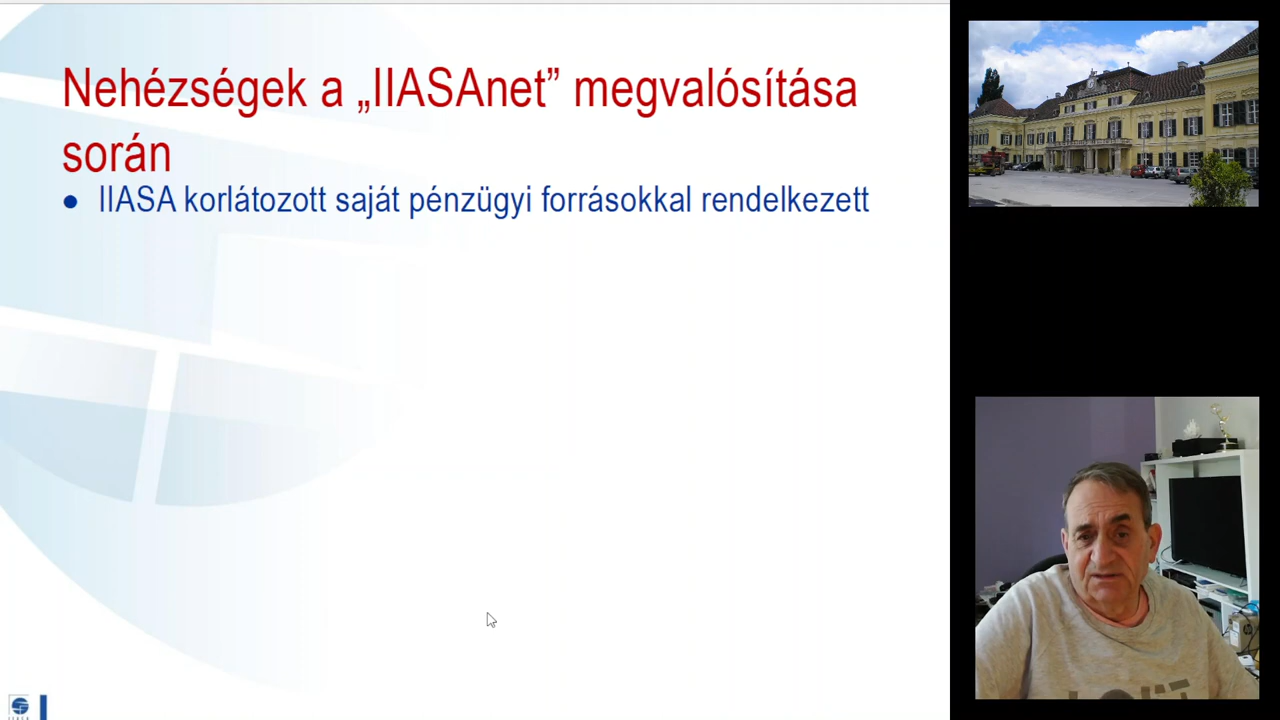 Nehézségek a „IIASAnet” megvalósítása
során
● IIASA korlátozott saját pénzügyi forrásokkal rendelkezett